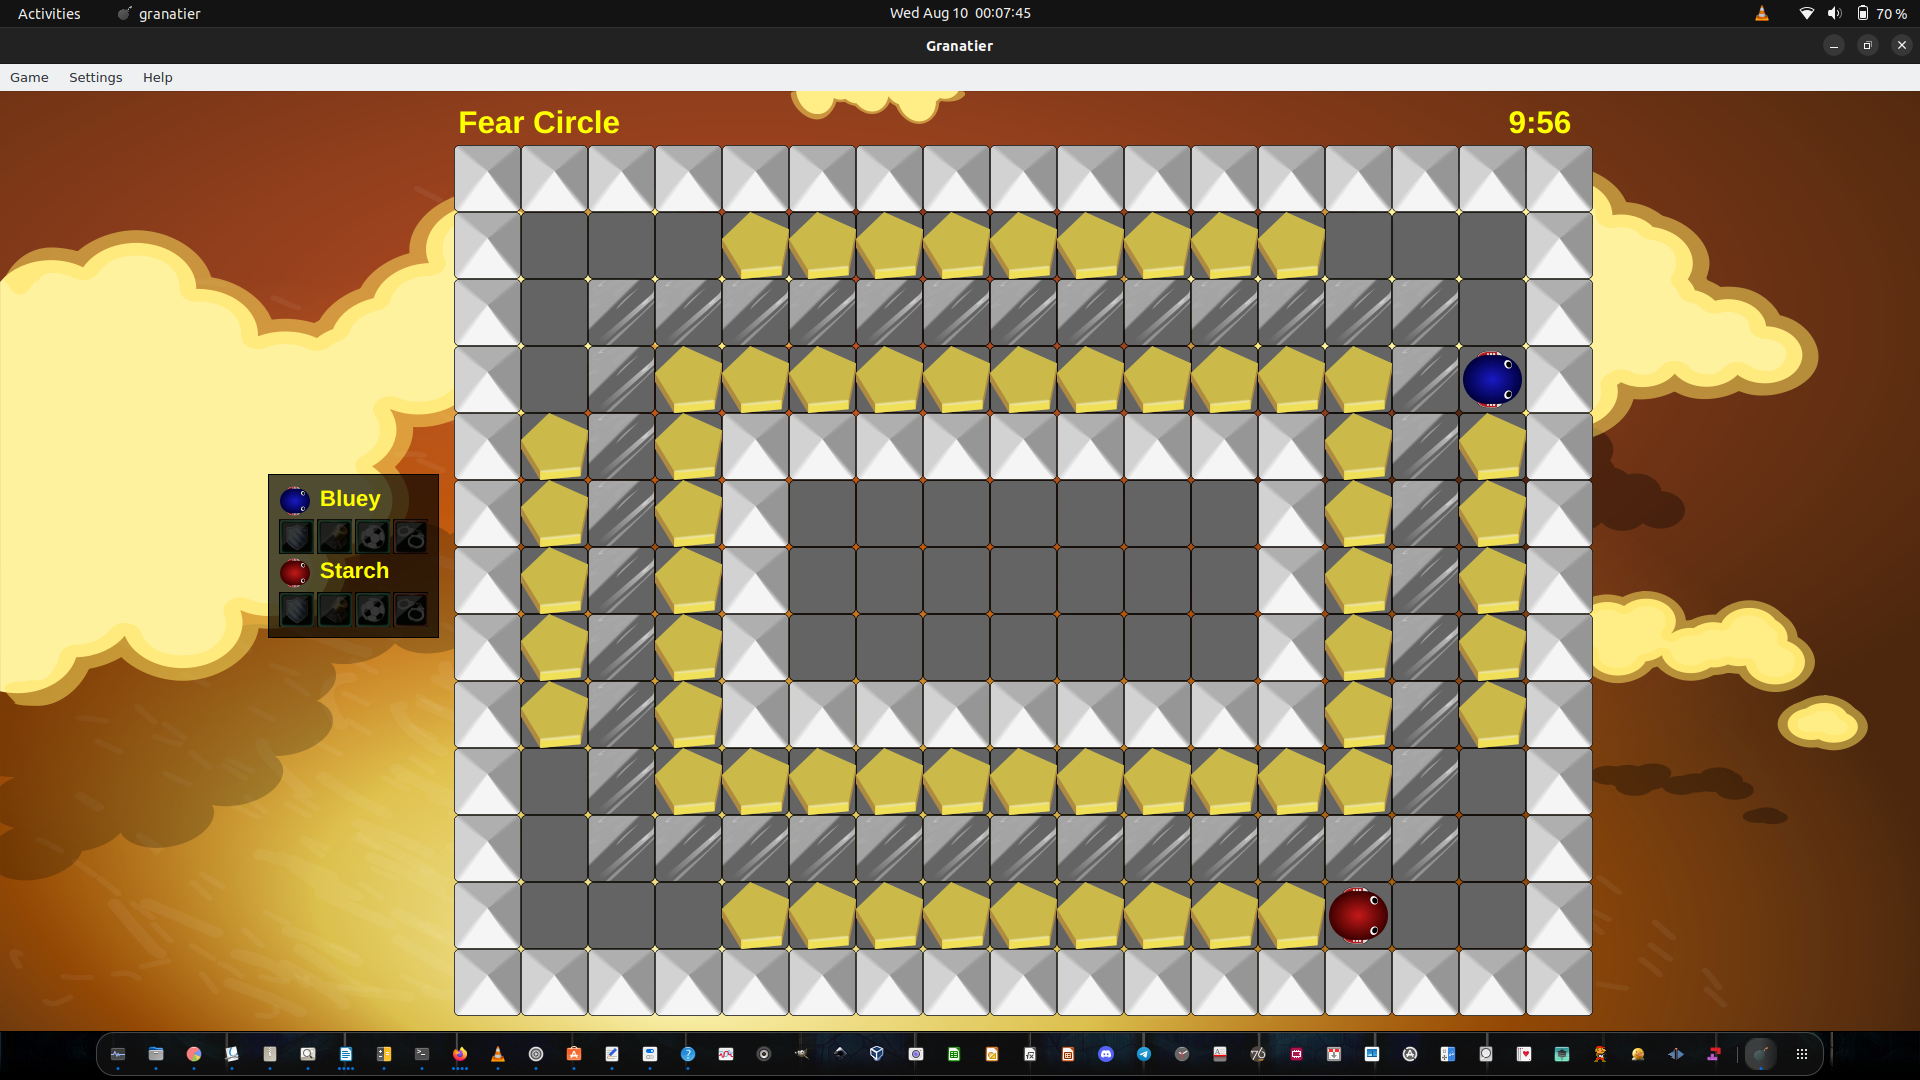 Activities
granatier
Wed Aug 10 00:07:45
70 %
Granatier
Game Settings Help
Fear Circle
9:56
Bluey
Starch